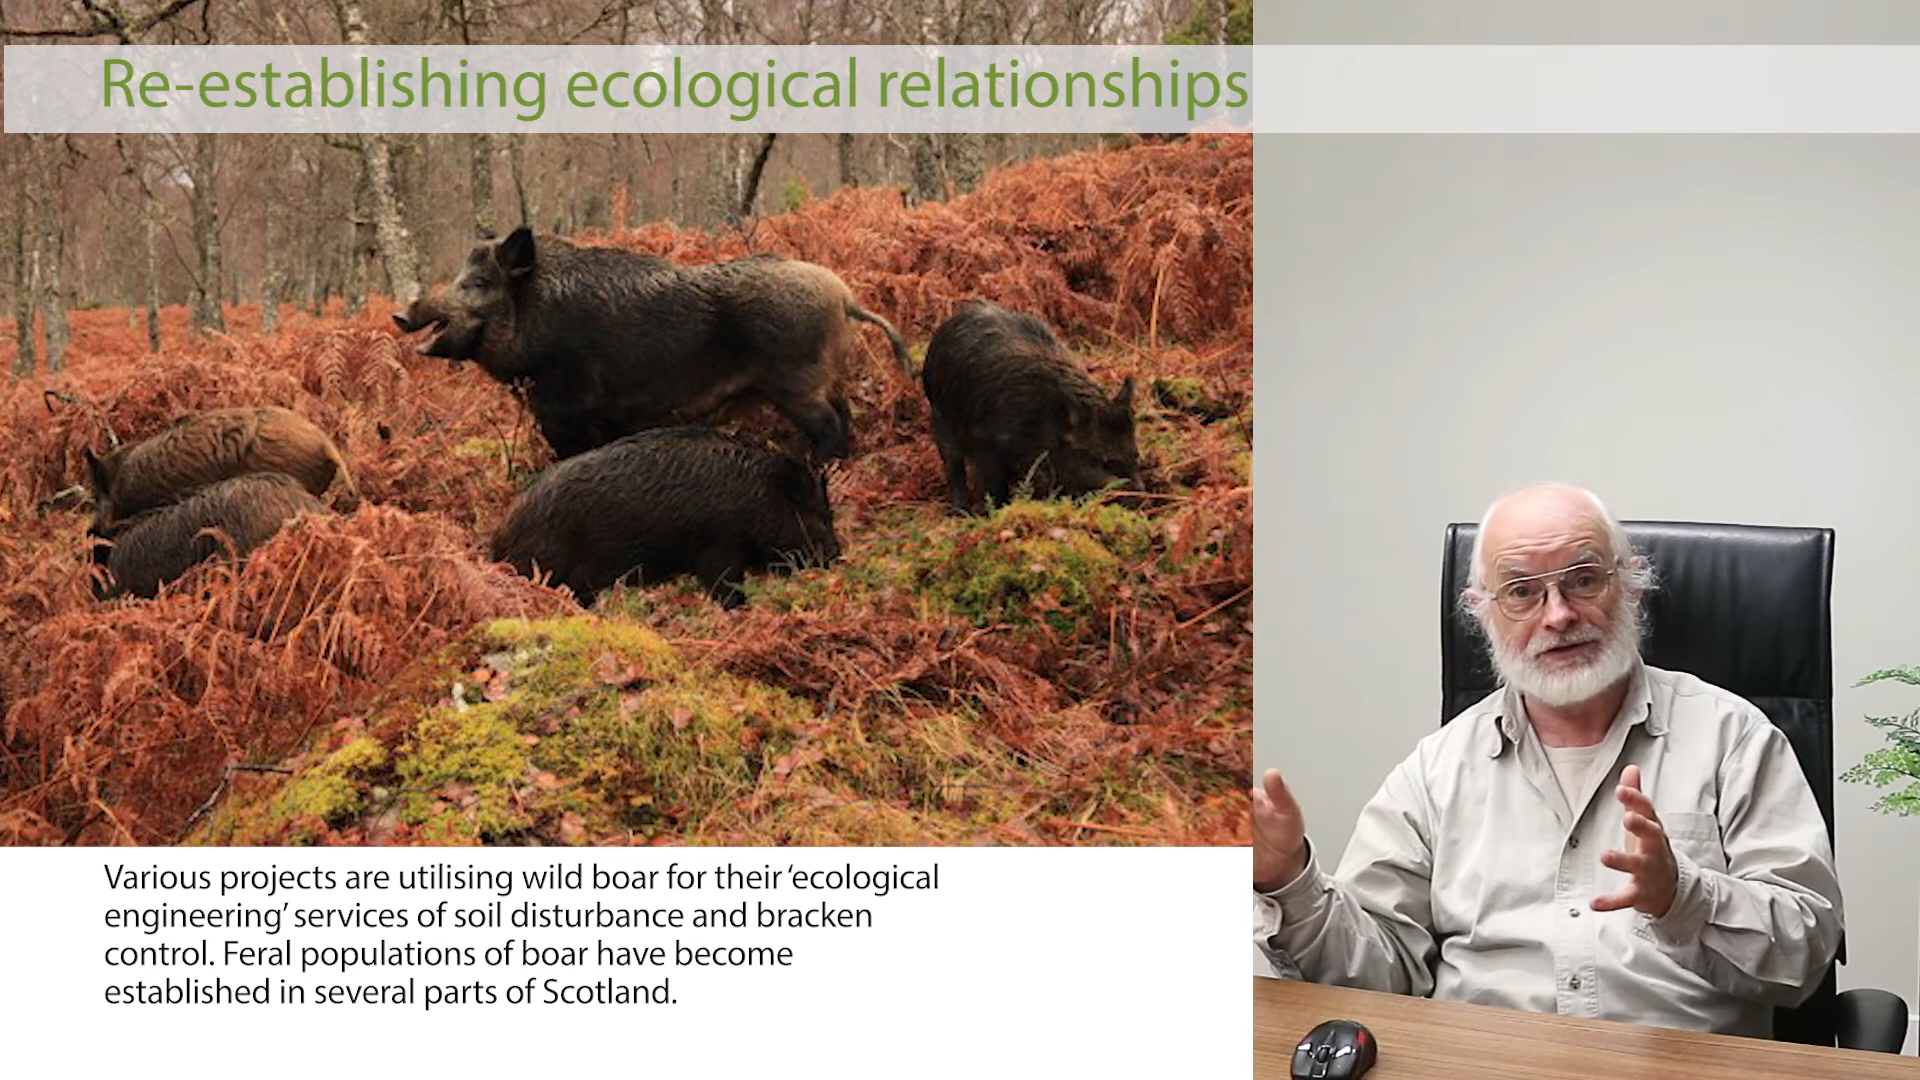 Re-establishing ecological relationships
Various projects are utilising wild boar for their ‘ecological
engineering’ services of soil disturbance and bracken
control. Feral populations of boar have become
established in several parts of Scotland.